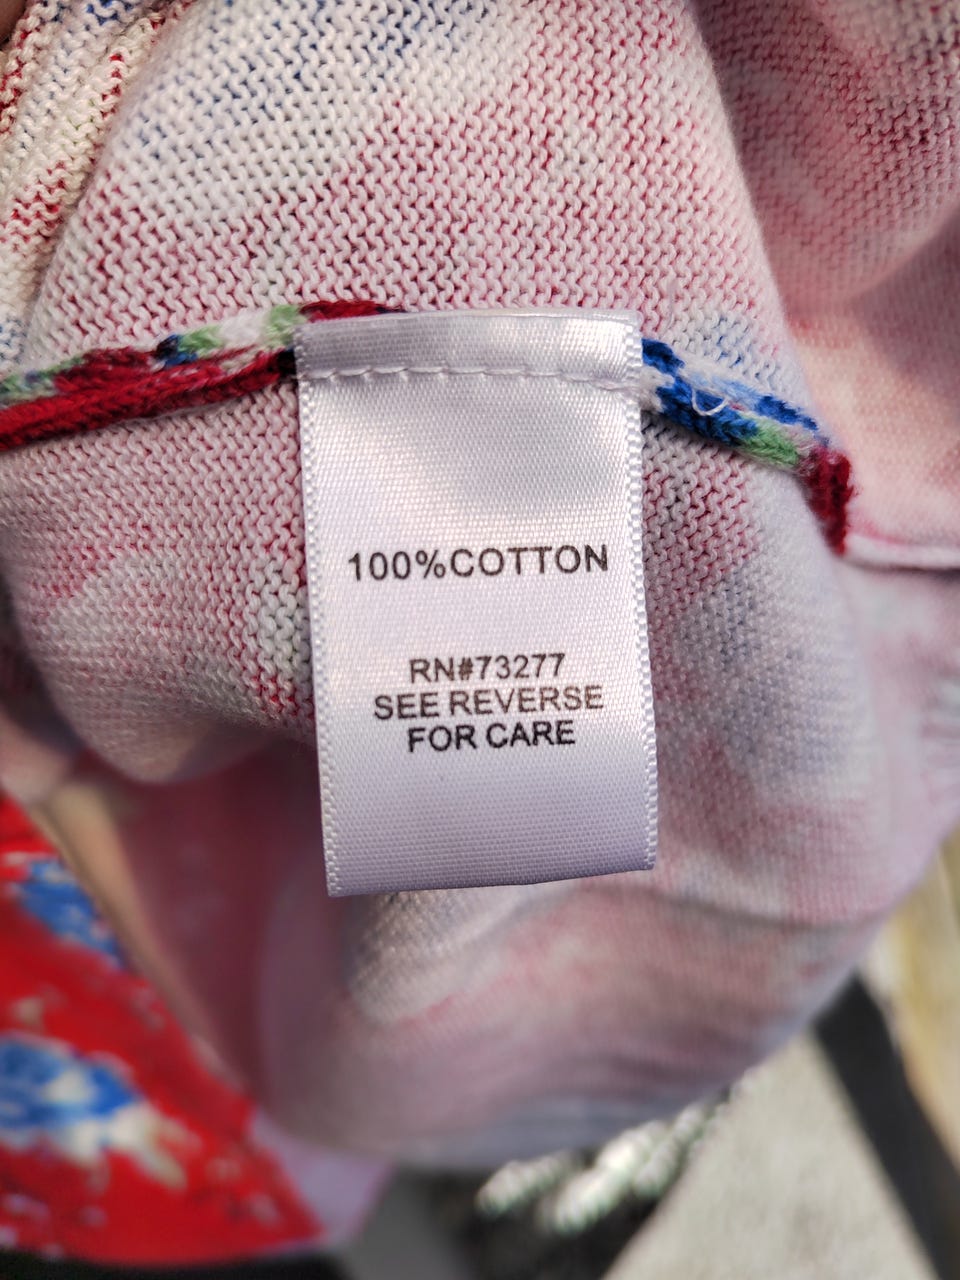 100%COTTON
RN#73277
SEE REVERSE
FOR CARE